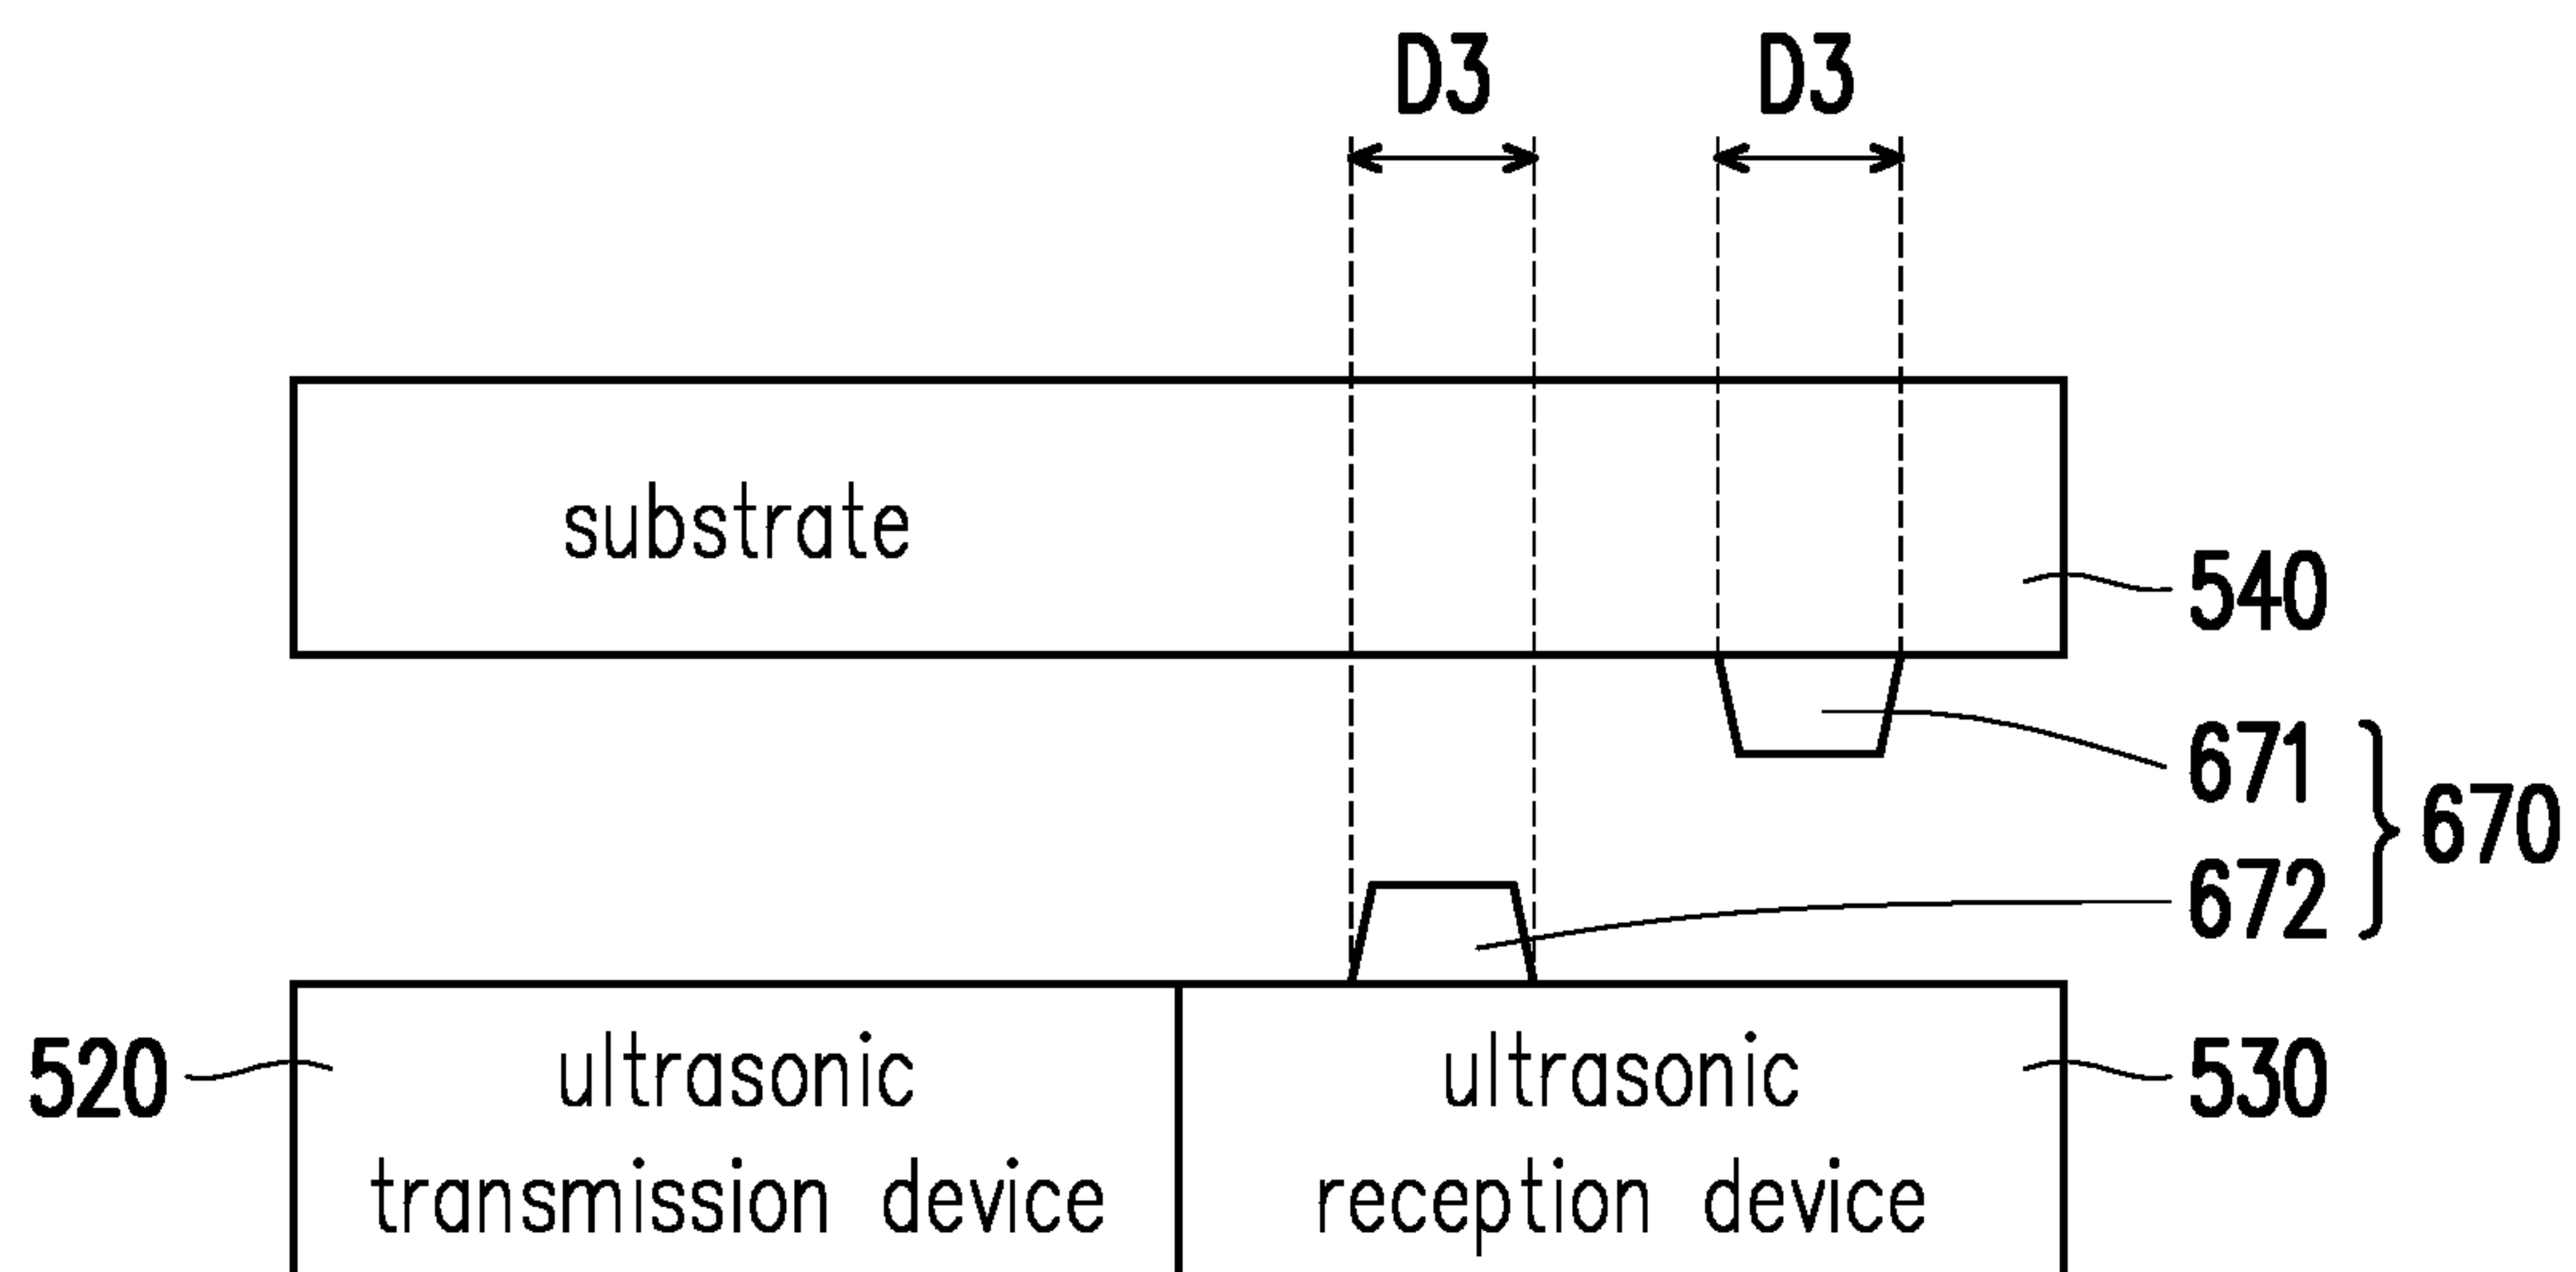 D3 D3
substrate
540
671
670
672
520
ultrasonic
transmission device
ultrasonic
reception device
530